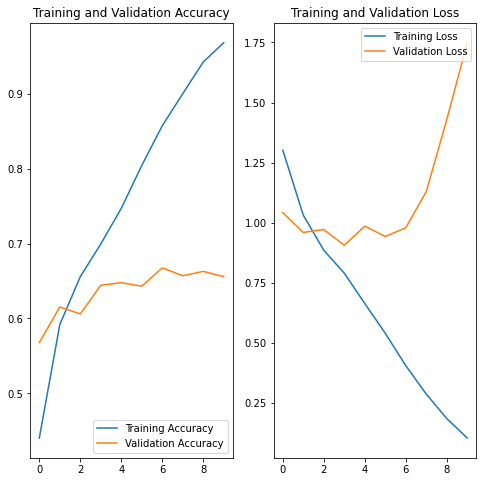 Training and Validation Accuracy
0.9
0.8
0.7
0.6
0.5
0 2 4 6 8
Training Accuracy
Validation Accuracy
Training and Validation Loss
1.75
1.50
1.25
1.00
0.75
0.50
0.25
0 2 4 6 8
Training Loss
Validation Loss